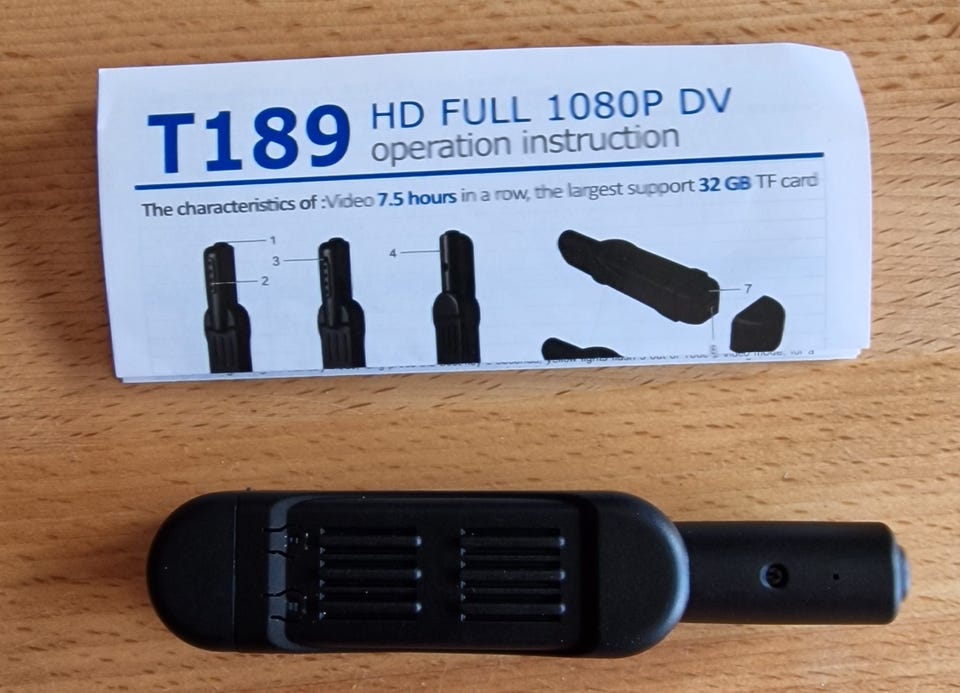 T189 HD FULL 1080P DV
operation instruction
The characteristics of :Video 7.5 hours in a row, the largest support 32 GB TF card
1
3
2
4
7